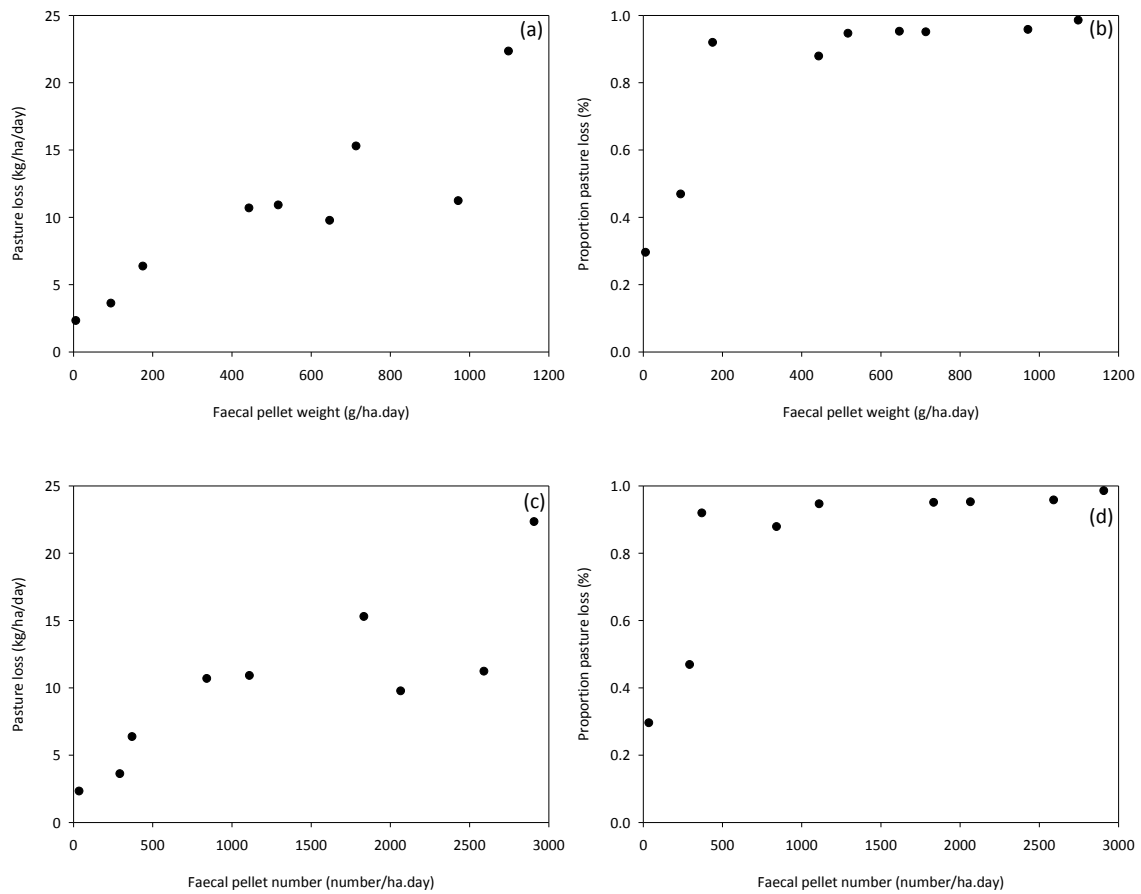 (a)
25
20
15
10
5
0
Pasture loss (kg/ha/day)
0 200 400 600 800 1000 1200
Faecal pellet weight (g/ha.day)
(b)
1.0
0.8
0.6
0.4
0.2
0.0
Proportion pasture loss (%)
0 200 400 600 800 1000 1200
Faecal pellet weight (g/ha.day)
(c)
25
20
15
10
5
0
Pasture loss (kg/ha/day)
0 500 1000 1500 2000 2500 3000
Faecal pellet number (number/ha.day)
(d)
1.0
0.8
0.6
0.4
0.2
0.0
Proportion pasture loss (%)
0 500 1000 1500 2000 2500 3000
Faecal pellet number (number/ha.day)